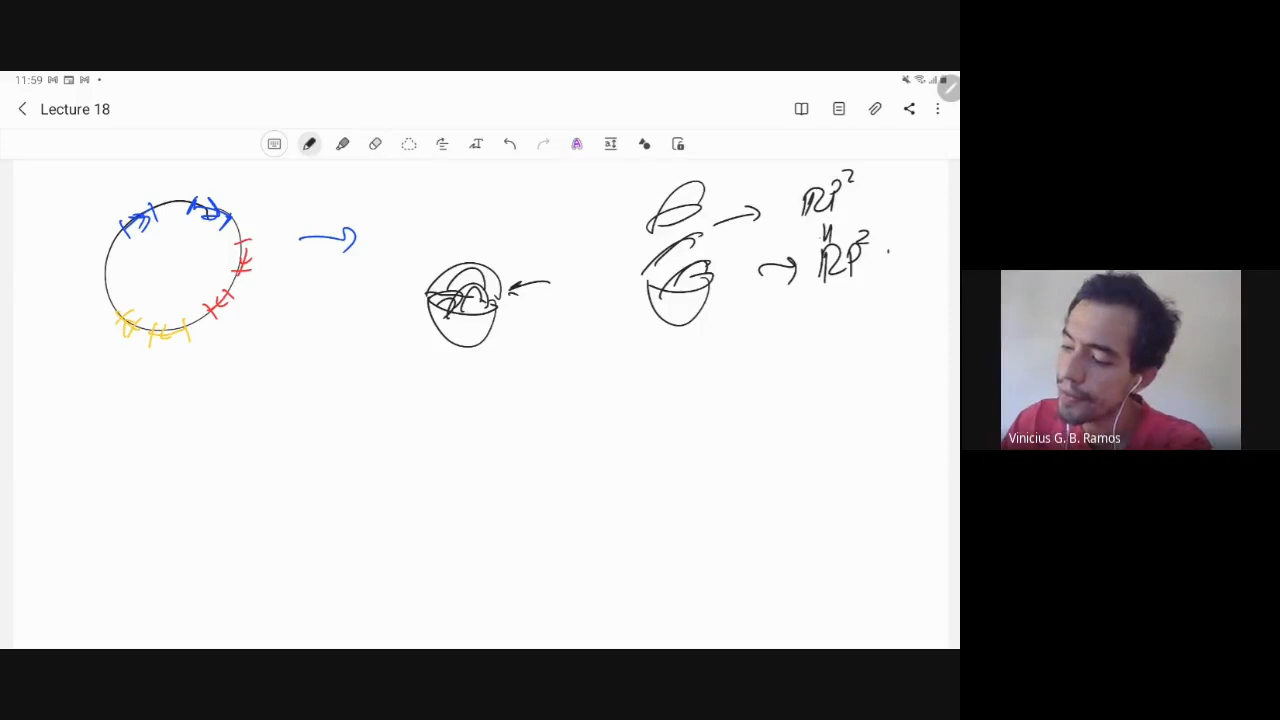 11:59
Lecture 18
ℝP²
=
ℝP²
Vinicius G. B. Ramos